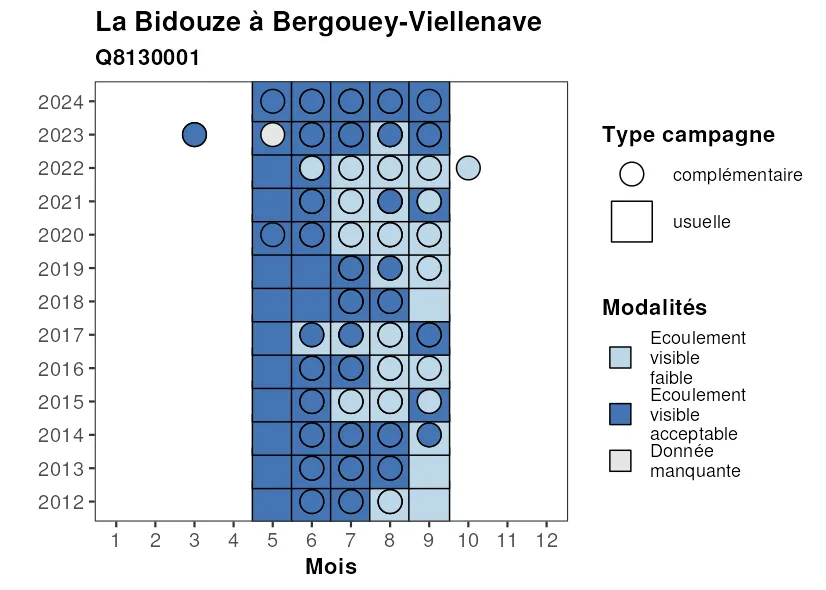 La Bidouze à Bergouey-Viellenave
Q8130001
2024
2023
2022
2021
2020
2019
2018
2017
2016
2015
2014
2013
2012
1 2 3 4 5 6 7 8 9 10 11 12
Mois
Type campagne
complémentaire
usuelle
Modalités
Ecoulement
visible
faible
Ecoulement
visible
acceptable
Donnée
manquante